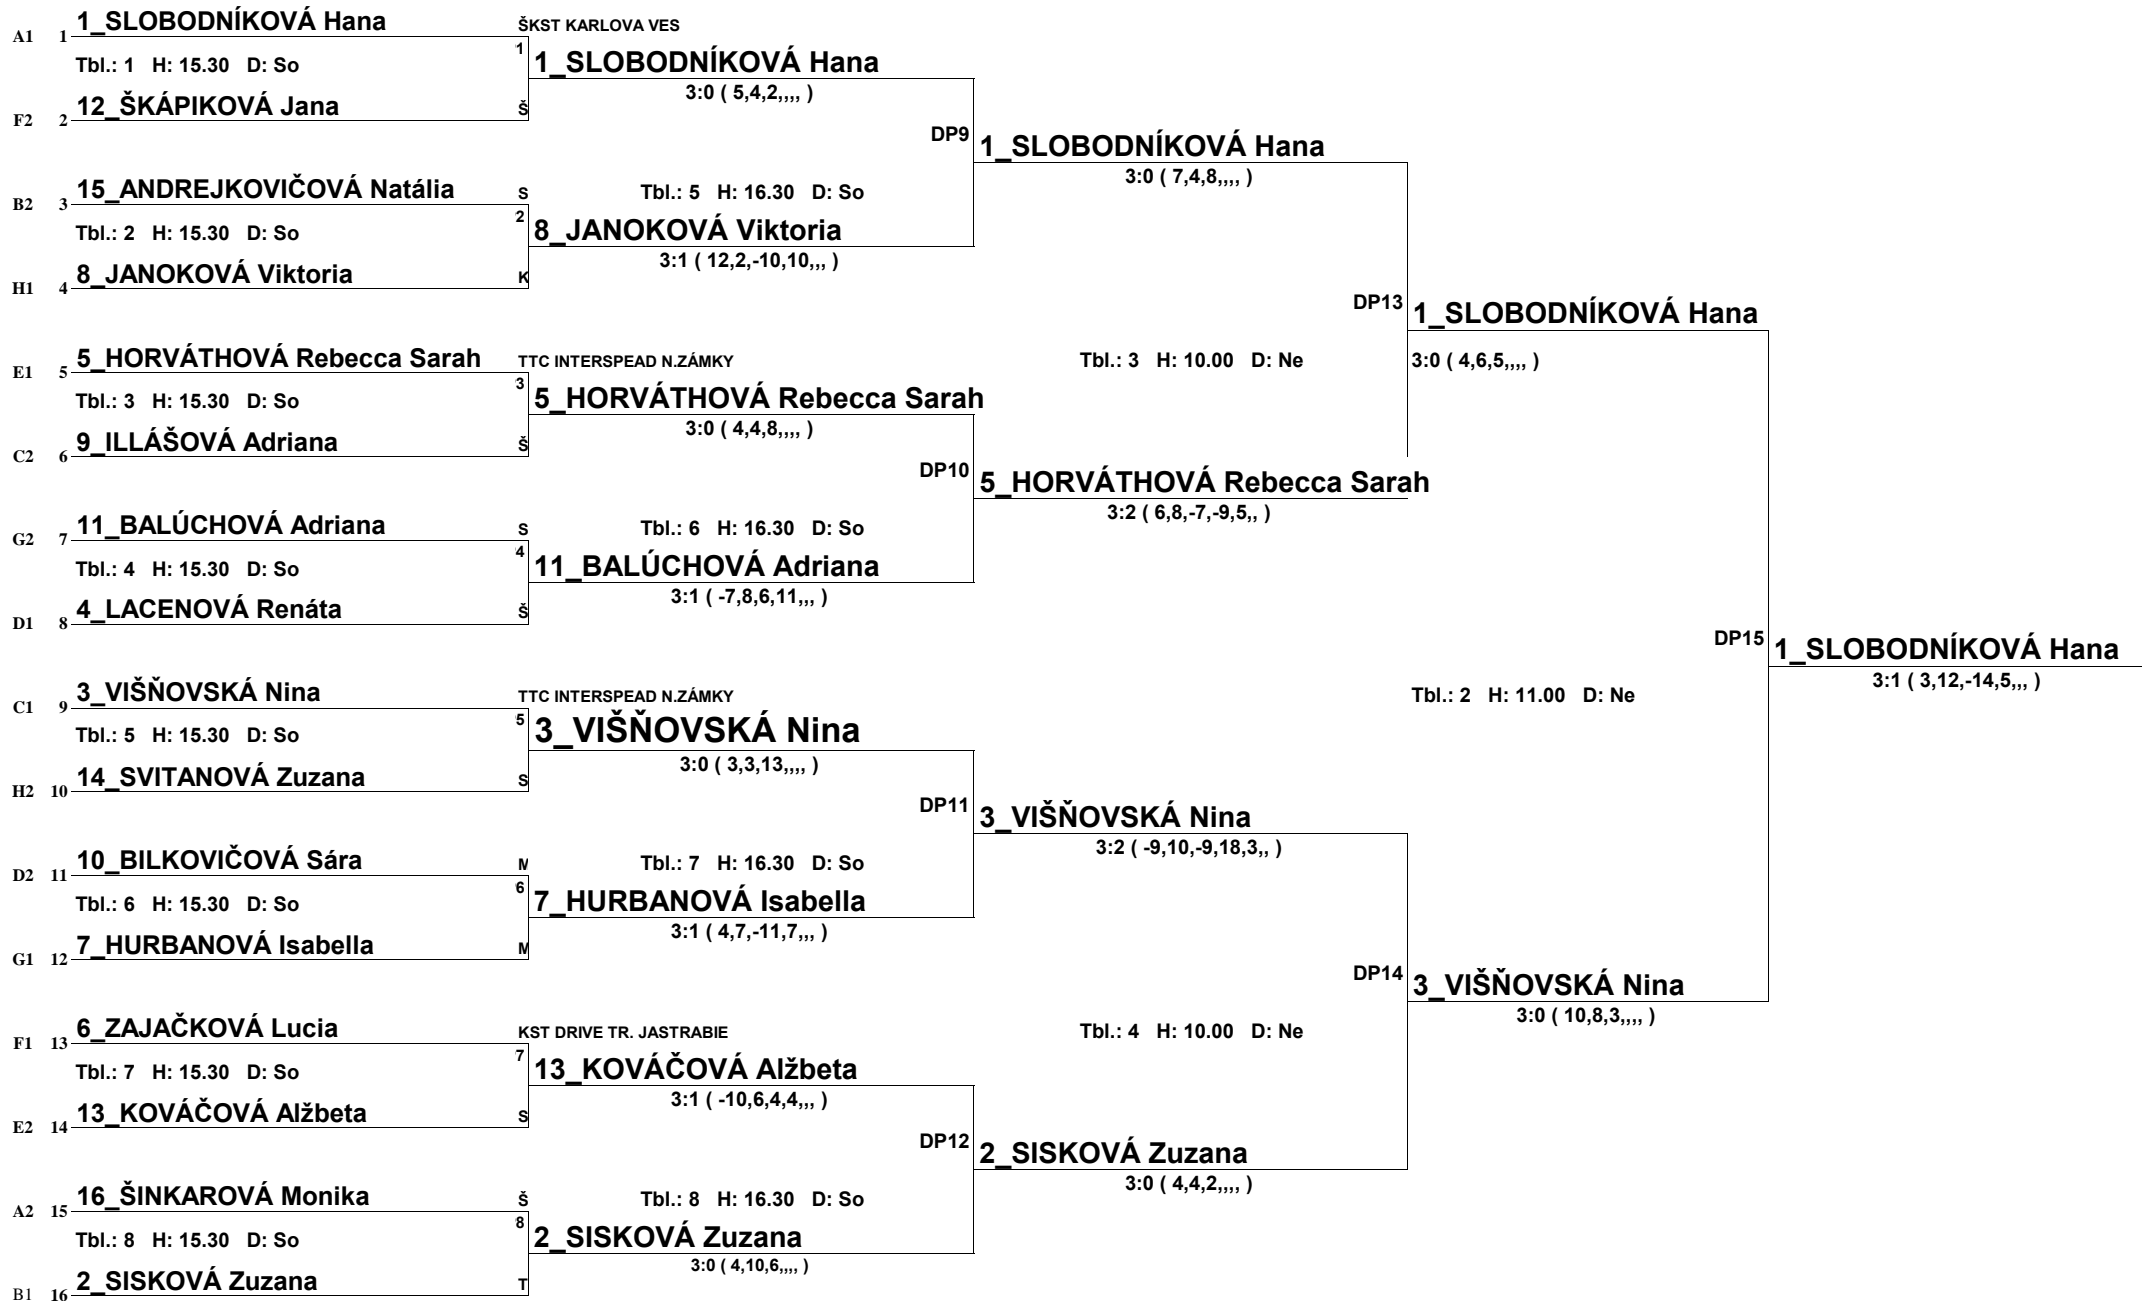 A1 1 1_SLOBODNÍKOVÁ Hana ŠKST KARLOVA VES
1
Tbl.: 1 H: 15.30 D: So 1_SLOBODNÍKOVÁ Hana
3:0 ( 5,4,2,,,, )
F2 2 12_ŠKÁPIKOVÁ Jana Š
DP9 1_SLOBODNÍKOVÁ Hana
3:0 ( 7,4,8,,,, )
B2 3 15_ANDREJKOVIČOVÁ Natália S Tbl.: 5 H: 16.30 D: So
2
Tbl.: 2 H: 15.30 D: So 8_JANOKOVÁ Viktoria
3:1 ( 12,2,-10,10,,, )
H1 4 8_JANOKOVÁ Viktoria K
DP13 1_SLOBODNÍKOVÁ Hana
E1 5 5_HORVÁTHOVÁ Rebecca Sarah TTC INTERSPEAD N.ZÁMKY Tbl.: 3 H: 10.00 D: Ne 3:0 ( 4,6,5,,,, )
3
Tbl.: 3 H: 15.30 D: So 5_HORVÁTHOVÁ Rebecca Sarah
3:0 ( 4,4,8,,,, )
C2 6 9_ILLÁŠOVÁ Adriana Š
DP10 5_HORVÁTHOVÁ Rebecca Sarah
3:2 ( 6,8,-7,-9,5,, )
G2 7 11_BALÚCHOVÁ Adriana S Tbl.: 6 H: 16.30 D: So
4
Tbl.: 4 H: 15.30 D: So 11_BALÚCHOVÁ Adriana
3:1 ( -7,8,6,11,,, )
D1 8 4_LACENOVÁ Renáta Š
DP15 1_SLOBODNÍKOVÁ Hana
3:1 ( 3,12,-14,5,,, )
C1 9 3_VIŠŇOVSKÁ Nina TTC INTERSPEAD N.ZÁMKY Tbl.: 2 H: 11.00 D: Ne
5
Tbl.: 5 H: 15.30 D: So 3_VIŠŇOVSKÁ Nina
3:0 ( 3,3,13,,,, )
H2 10 14_SVITANOVÁ Zuzana S
DP11 3_VIŠŇOVSKÁ Nina
3:2 ( -9,10,-9,18,3,, )
D2 11 10_BILKOVIČOVÁ Sára M Tbl.: 7 H: 16.30 D: So
6
Tbl.: 6 H: 15.30 D: So 7_HURBANOVÁ Isabella
3:1 ( 4,7,-11,7,,, )
G1 12 7_HURBANOVÁ Isabella M
DP14 3_VIŠŇOVSKÁ Nina
3:0 ( 10,8,3,,,, )
F1 13 6_ZAJAČKOVÁ Lucia KST DRIVE TR. JASTRABIE Tbl.: 4 H: 10.00 D: Ne
7
Tbl.: 7 H: 15.30 D: So 13_KOVÁČOVÁ Alžbeta
3:1 ( -10,6,4,4,,, )
E2 14 13_KOVÁČOVÁ Alžbeta S
DP12 2_SISKOVÁ Zuzana
3:0 ( 4,4,2,,,, )
A2 15 16_ŠINKAROVÁ Monika Š Tbl.: 8 H: 16.30 D: So
8
Tbl.: 8 H: 15.30 D: So 2_SISKOVÁ Zuzana
3:0 ( 4,10,6,,,, )
B1 16 2_SISKOVÁ Zuzana T